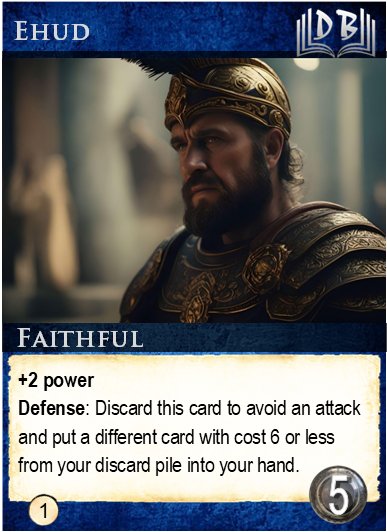 Ehud
DB
Faithful
+2 power
Defense: Discard this card to avoid an attack
and put a different card with cost 6 or less
from your discard pile into your hand.
1
5